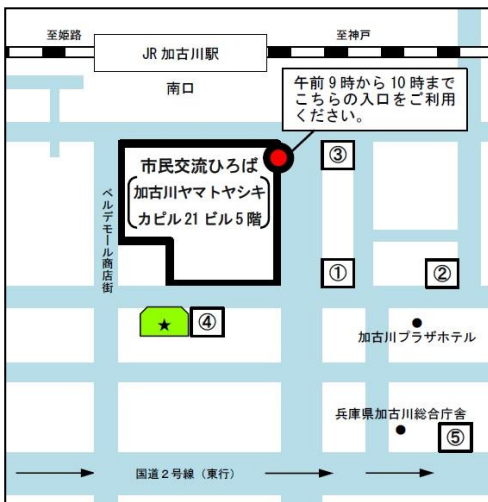 至姫路
至神戸
JR 加古川駅
南口
午前9時から10時まで
こちらの入口をご利用
ください。
市民交流ひろば
加古川ヤマトヤシキ
カピル21 ビル5階
③
ベルデモール商店街
①
②
★
④
加古川プラザホテル
兵庫県加古川総合庁舎
⑤
国道2号線（東行）